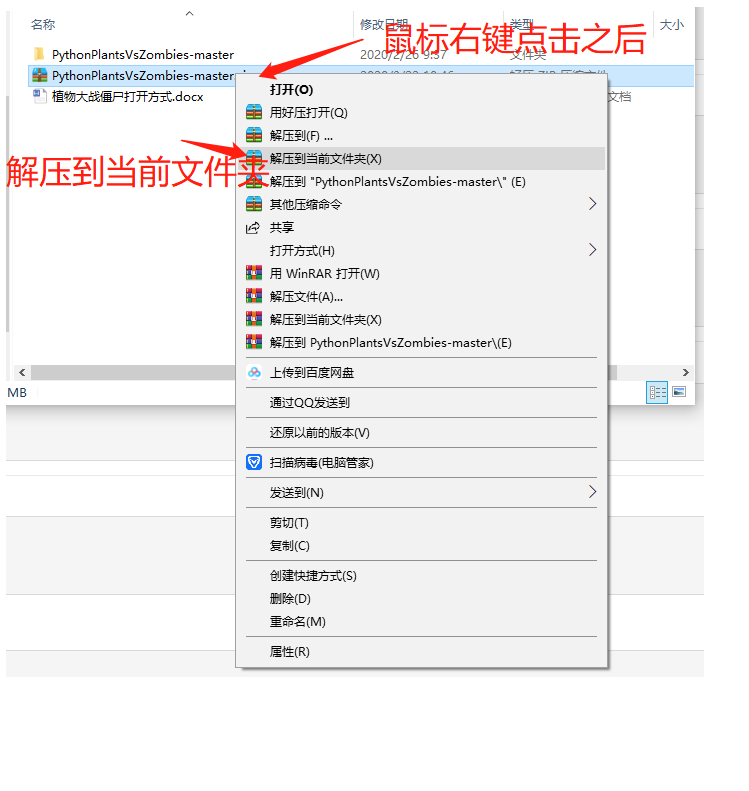 名称 修改日期 类型 大小
鼠标右键点击之后
PythonPlantsVsZombies-master 2020/2/26 9:37 文件夹
PythonPlantsVsZombies-master
植物大战僵尸打开方式.docx 文档
打开(O)
用好压打开(Q)
解压到(F) ...
解压到当前文件夹(X)
解压到当前文件夹
解压到 "PythonPlantsVsZombies-master\" (E)
其他压缩命令
共享
打开方式(H)
用 WinRAR 打开(W)
解压文件(A)...
解压到当前文件夹(X)
解压到 PythonPlantsVsZombies-master\(E)
上传到百度网盘
MB
通过QQ发送到
还原以前的版本(V)
扫描病毒(电脑管家)
发送到(N)
剪切(T)
复制(C)
创建快捷方式(S)
删除(D)
重命名(M)
属性(R)